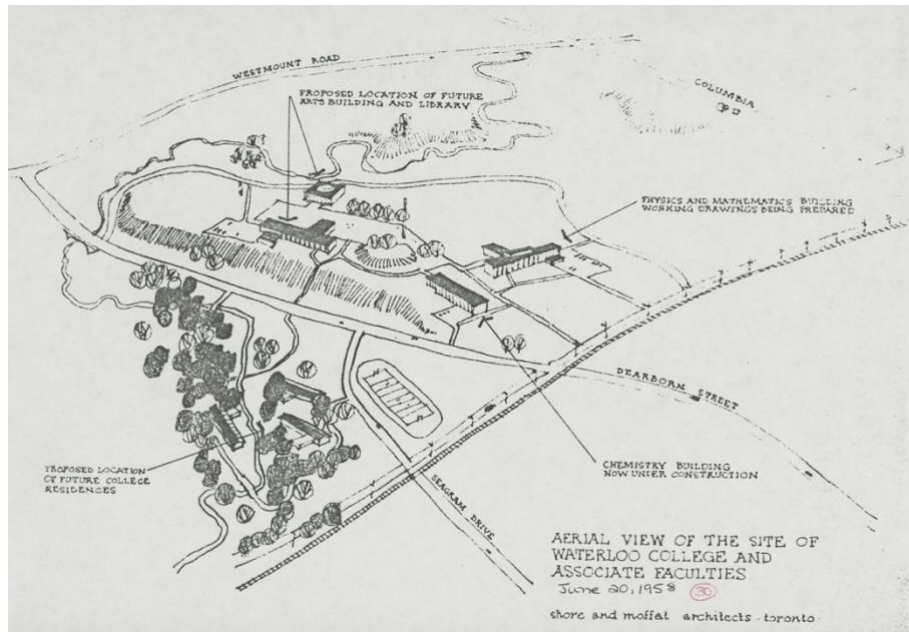 WESTMOUNT ROAD
PROPOSED LOCATION OF FUTURE
ARTS BUILDING AND LIBRARY
COLUMBIA
PHYSICS AND MATHEMATICS BUILDING
WORKING DRAWINGS BEING PREPARED
DEARBORN STREET
PROPOSED LOCATION
OF FUTURE COLLEGE
RESIDENCES
CHEMISTRY BUILDING
NOW UNDER CONSTRUCTION
SEAGRAM DRIVE
AERIAL VIEW OF THE SITE OF
WATERLOO COLLEGE AND
ASSOCIATE FACULTIES
June 20, 1958 30
shore and moffat architects · toronto·